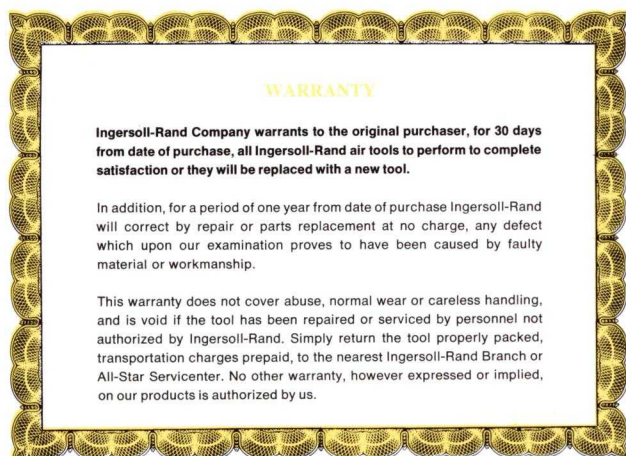 WARRANTY
Ingersoll-Rand Company warrants to the original purchaser, for 30 days
from date of purchase, all Ingersoll-Rand air tools to perform to complete
satisfaction or they will be replaced with a new tool.
In addition, for a period of one year from date of purchase Ingersoll-Rand
will correct by repair or parts replacement at no charge, any defect
which upon our examination proves to have been caused by faulty
material or workmanship.
This warranty does not cover abuse, normal wear or careless handling,
and is void if the tool has been repaired or serviced by personnel not
authorized by Ingersoll-Rand. Simply return the tool properly packed,
transportation charges prepaid, to the nearest Ingersoll-Rand Branch or
All-Star Servicenter. No other warranty, however expressed or implied,
on our products is authorized by us.